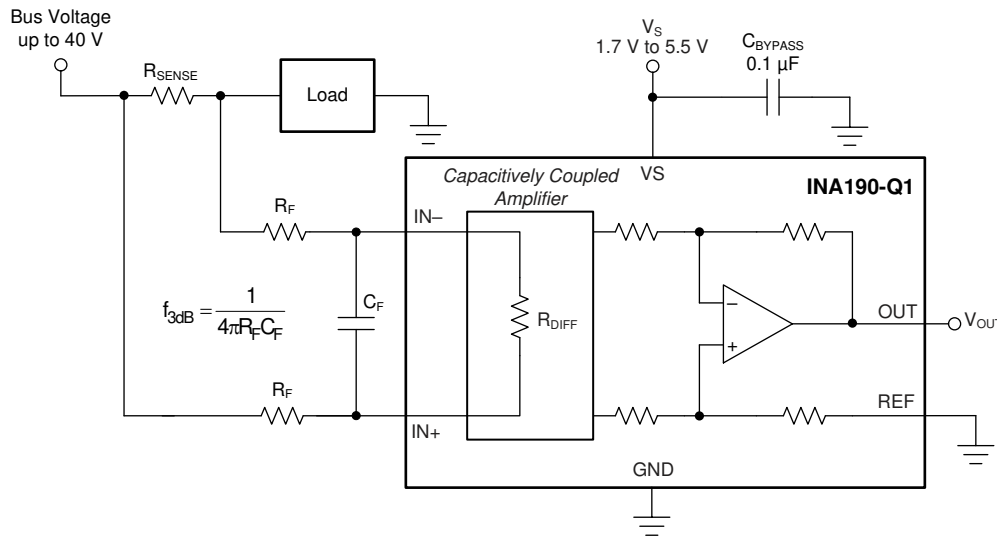 Bus Voltage
up to 40 V
R_SENSE
Load
V_S
1.7 V to 5.5 V
C_BYPASS
0.1 µF
Capacitively Coupled
Amplifier
VS
INA190-Q1
R_F
IN–
f_3dB = 1 / 4πR_FC_F
C_F
R_DIFF
–
+
OUT
V_OUT
R_F
IN+
REF
GND